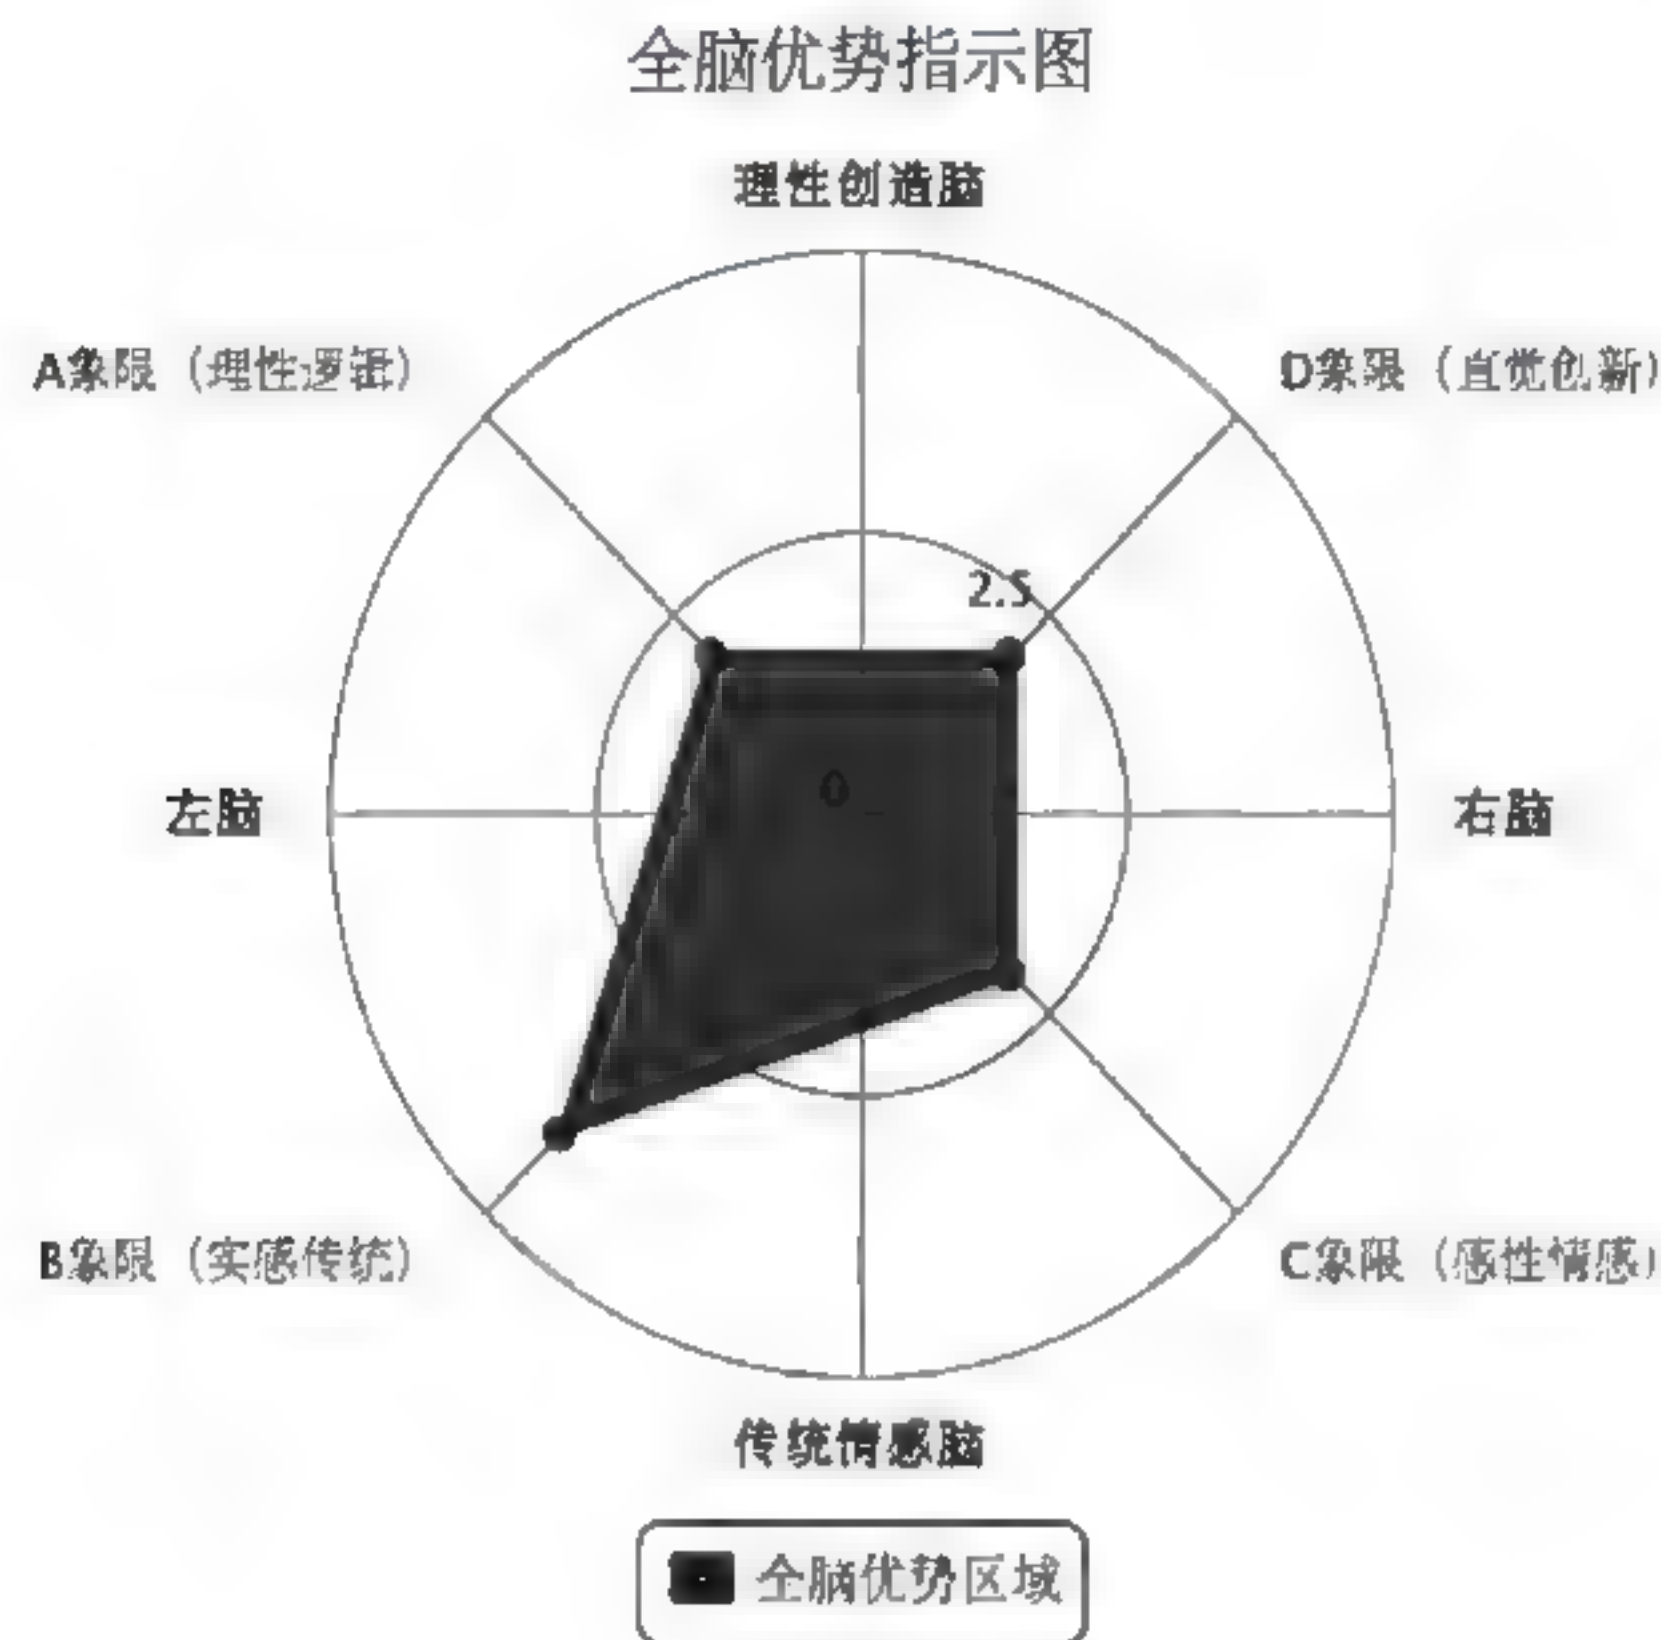 全脑优势指示图
理性创造脑
A象限（理性逻辑）
D象限（直觉创新）
2.5
0
左脑
右脑
B象限（实感传统）
C象限（感性情感）
传统情感脑
全脑优势区域